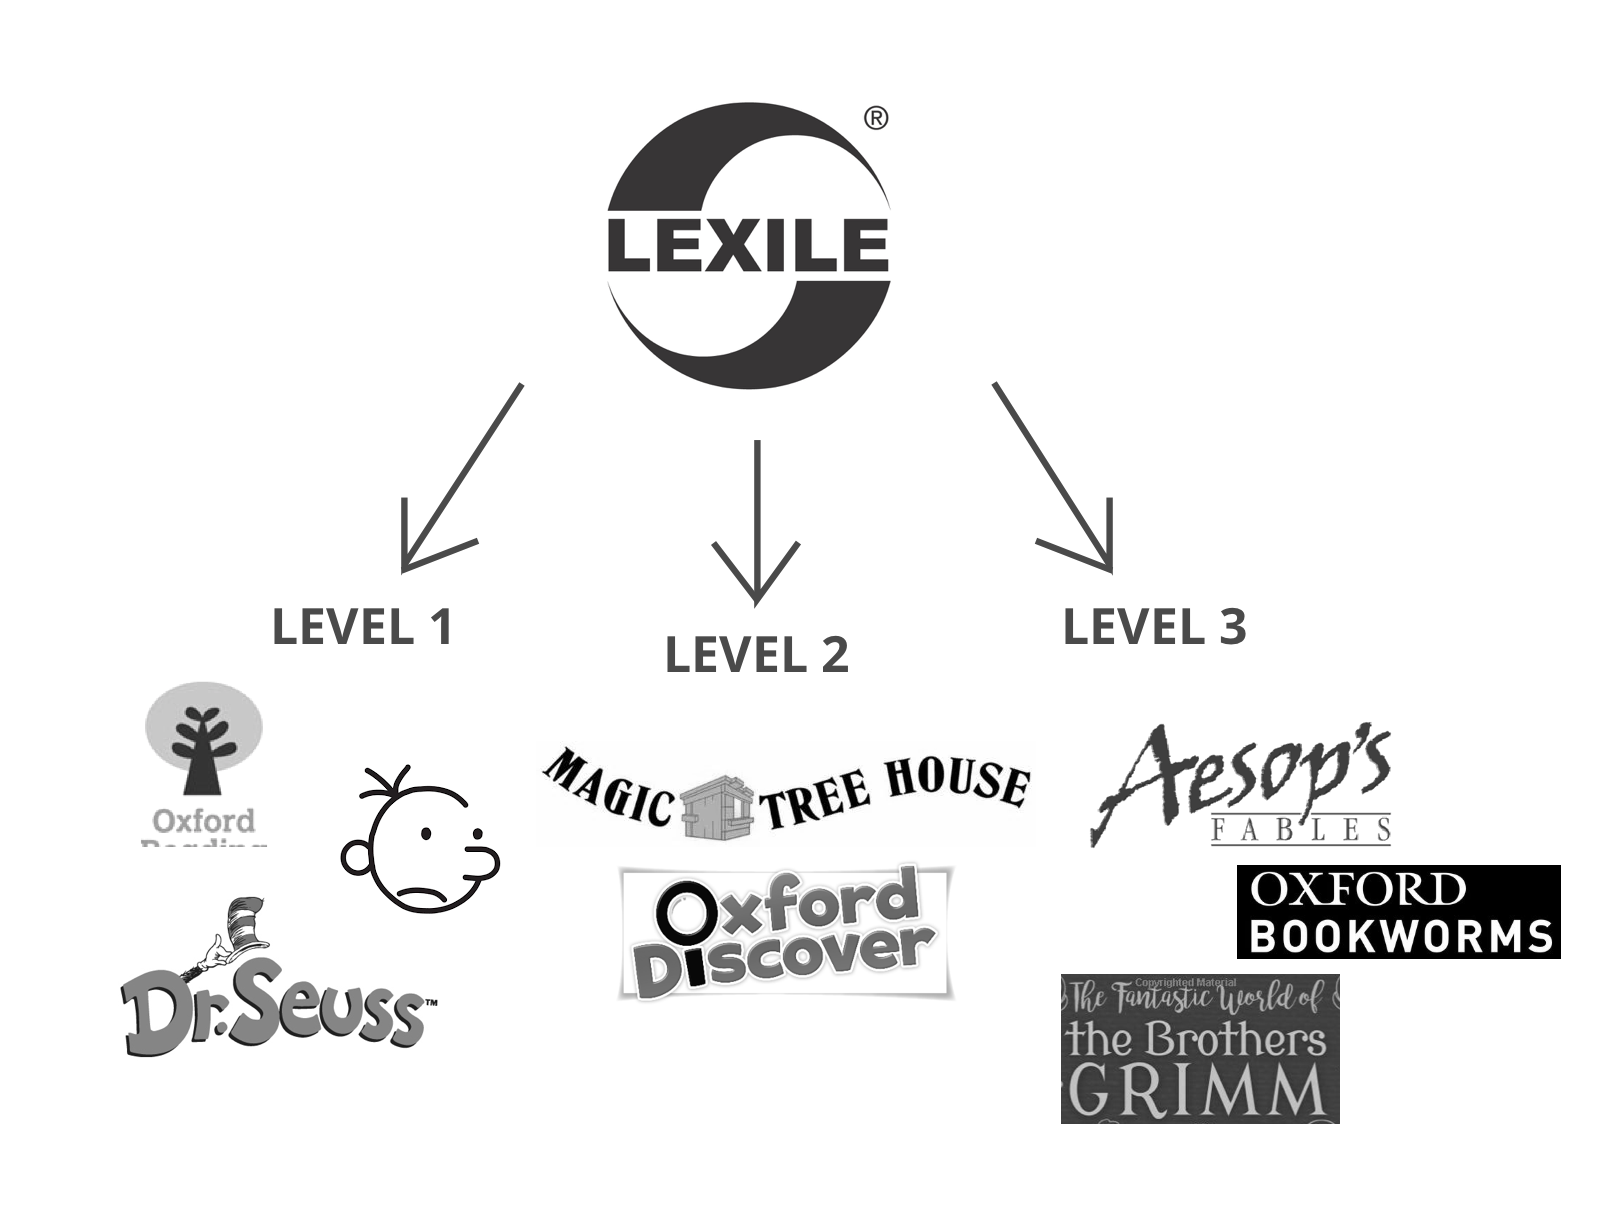 ®
LEXILE
LEVEL 1
LEVEL 2
LEVEL 3
Oxford
Reading
Dr. Seuss™
MAGIC TREE HOUSE
Oxford
Discover
Aesop's
FABLES
OXFORD
BOOKWORMS
Copyrighted Material
The Fantastic World of
the Brothers
GRIMM